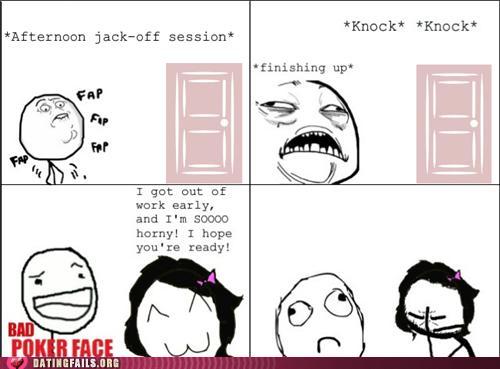 *Afternoon jack-off session*
FAP
FAP
FAP
FAP
*Knock* *Knock*
*finishing up*
I got out of
work early,
and I'm SOOOO
horny! I hope
you're ready!
BAD
POKER FACE
DATINGFAILS.ORG